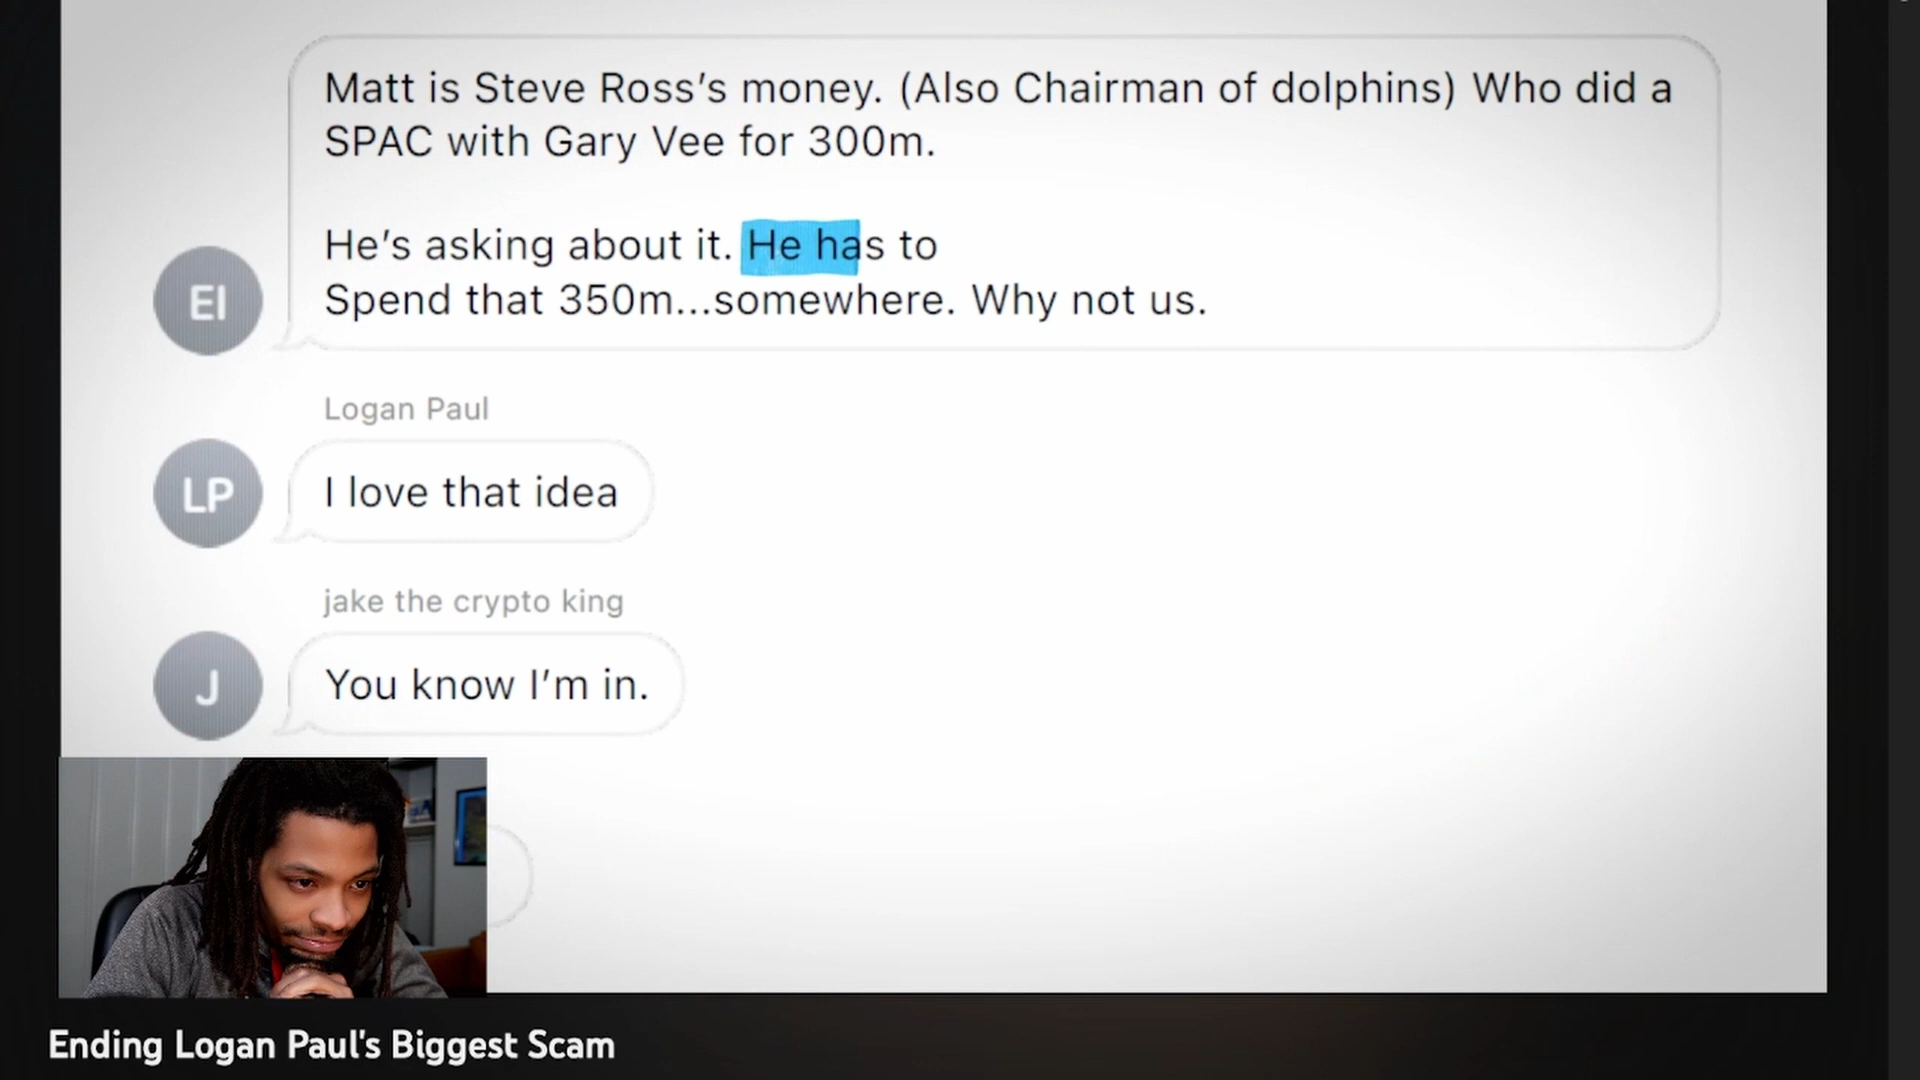 Matt is Steve Ross’s money. (Also Chairman of dolphins) Who did a
SPAC with Gary Vee for 300m.
He’s asking about it. He has to
EI
Spend that 350m...somewhere. Why not us.
Logan Paul
LP
I love that idea
jake the crypto king
J
You know I’m in.
Ending Logan Paul's Biggest Scam